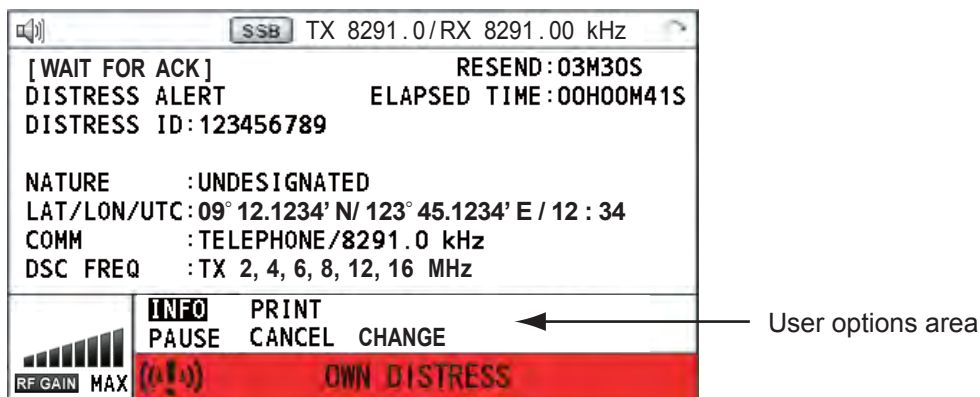 SSB TX 8291.0/RX 8291.00 kHz
[WAIT FOR ACK] RESEND:03M30S
DISTRESS ALERT ELAPSED TIME:00H00M41S
DISTRESS ID:123456789
NATURE :UNDESIGNATED
LAT/LON/UTC:09° 12.1234' N/ 123° 45.1234' E / 12 : 34
COMM :TELEPHONE/8291.0 kHz
DSC FREQ :TX 2, 4, 6, 8, 12, 16 MHz
INFO PRINT
PAUSE CANCEL CHANGE
User options area
RF GAIN MAX
OWN DISTRESS